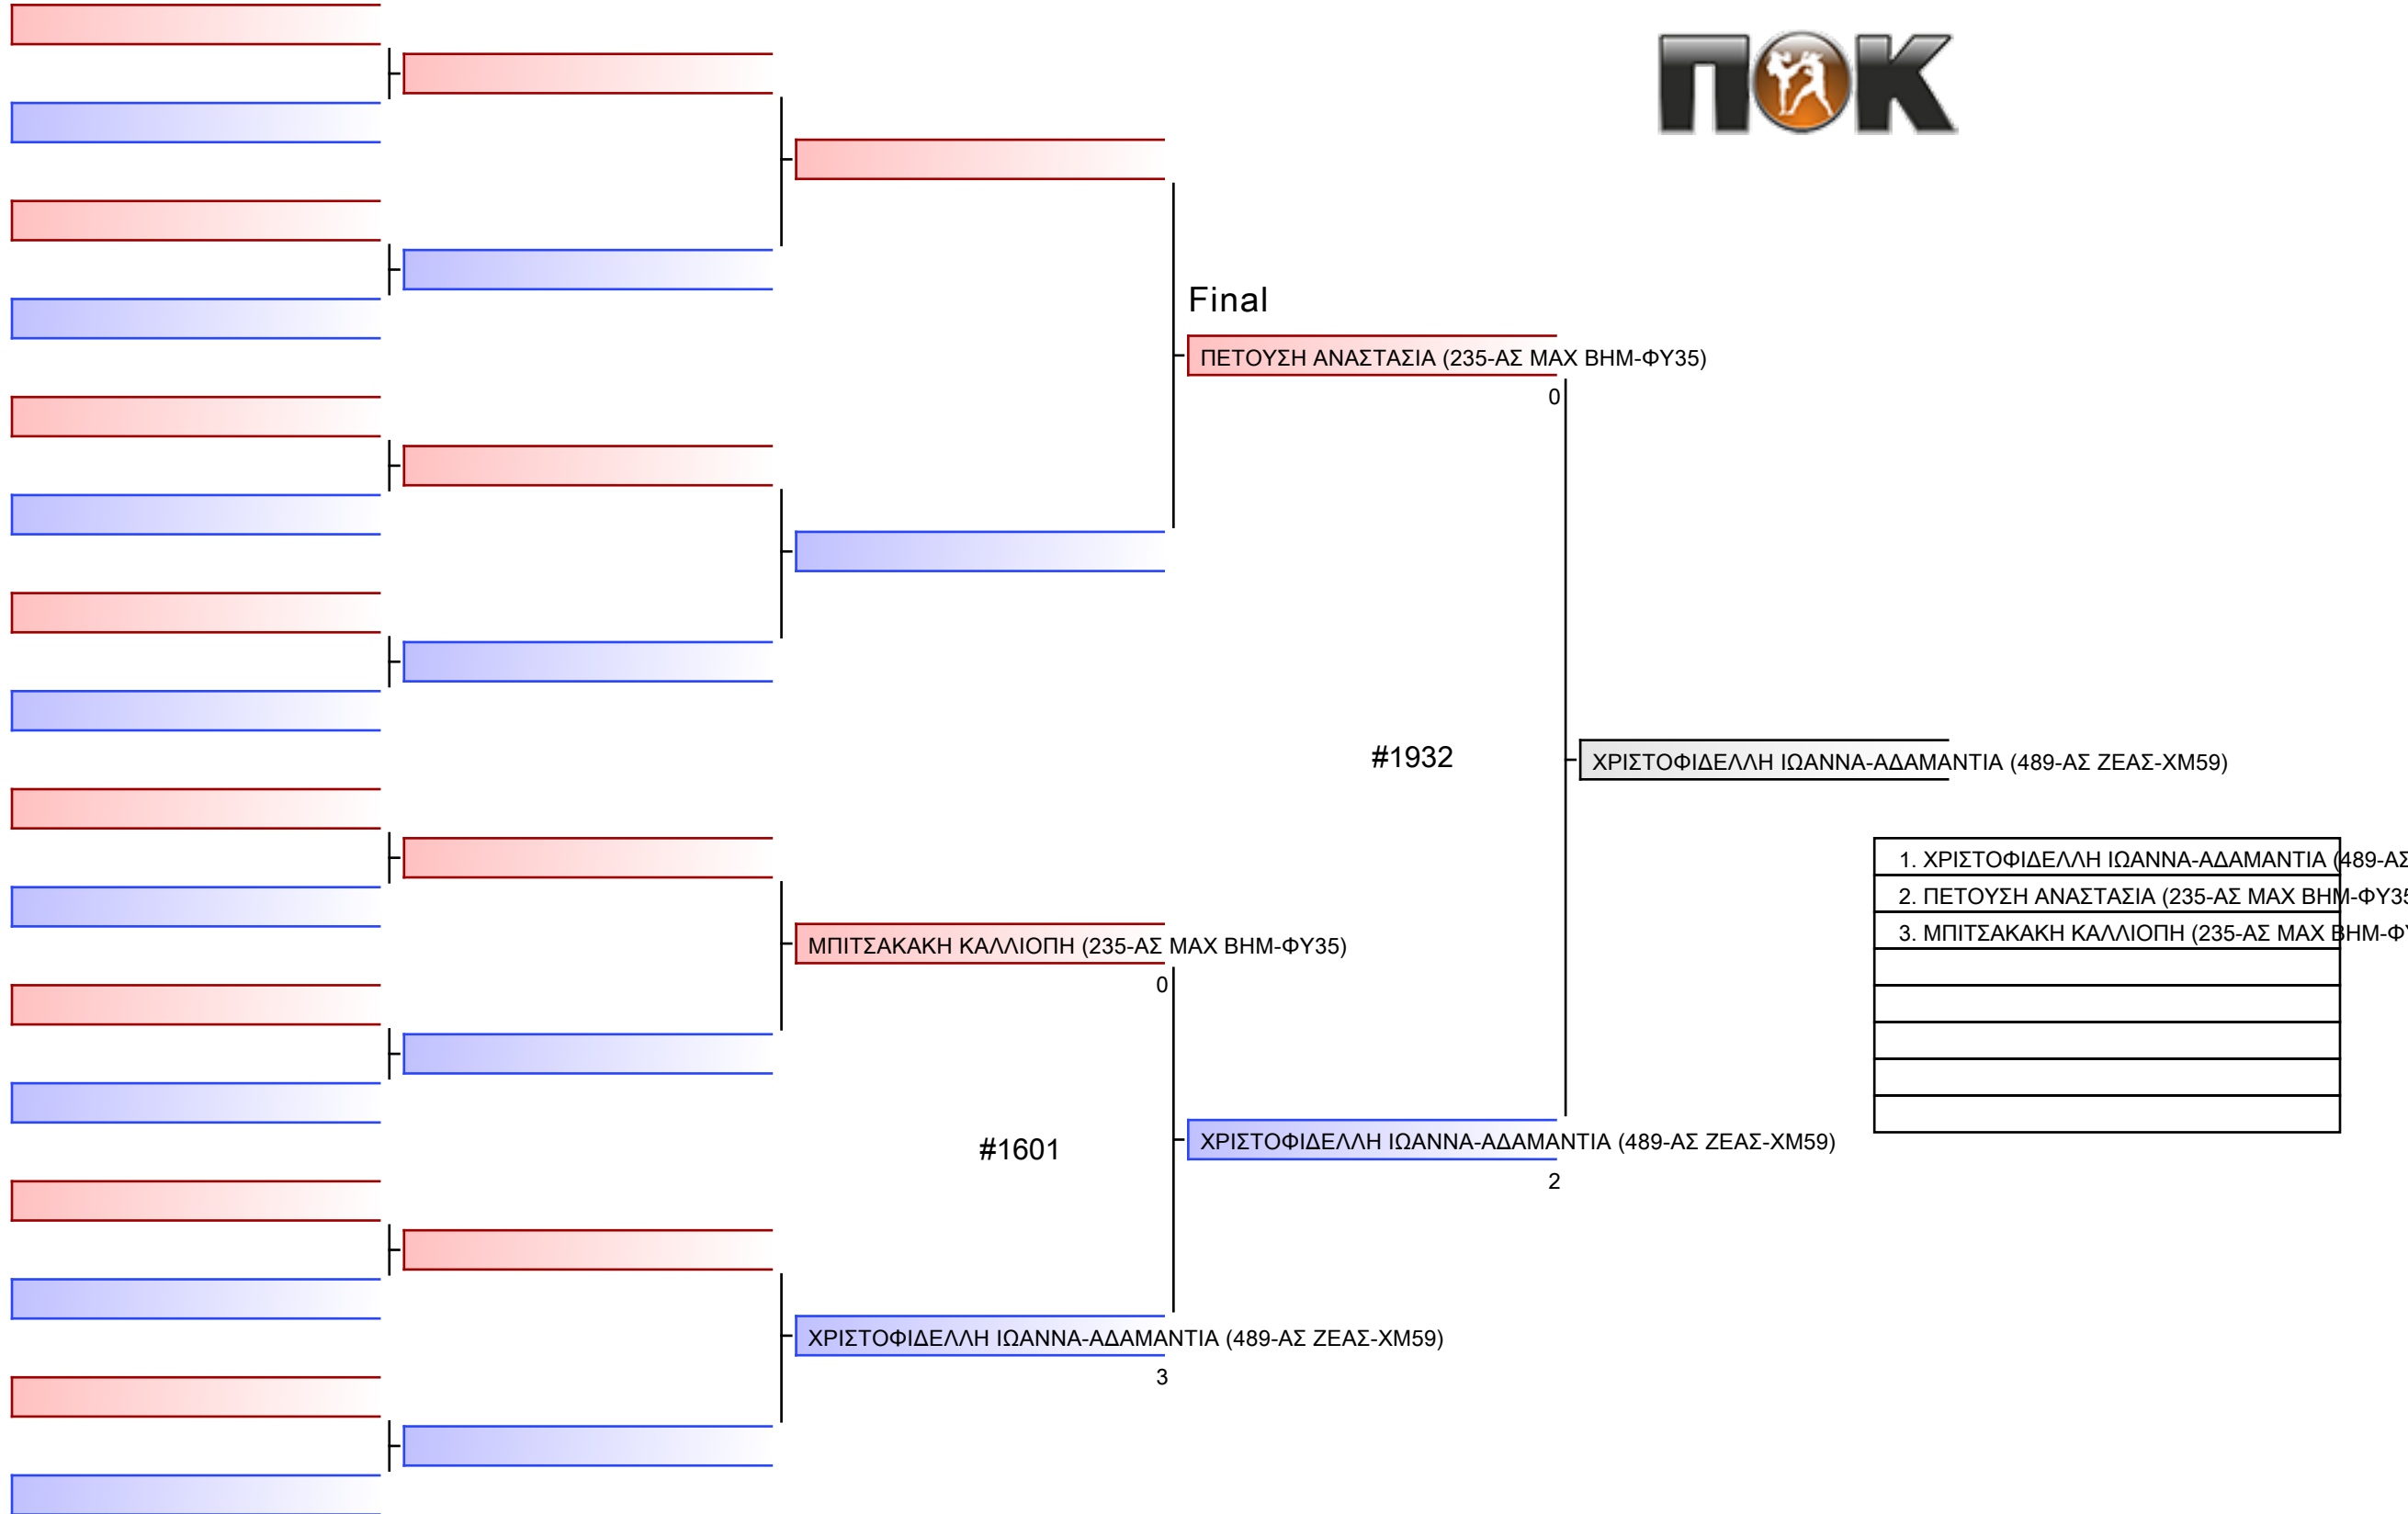 ΠΟΚ
Final
ΠΕΤΟΥΣΗ ΑΝΑΣΤΑΣΙΑ (235-ΑΣ ΜΑΧ ΒΗΜ-ΦΥ35)
0
#1932
ΧΡΙΣΤΟΦΙΔΕΛΛΗ ΙΩΑΝΝΑ-ΑΔΑΜΑΝΤΙΑ (489-ΑΣ ΖΕΑΣ-ΧΜ59)
1. ΧΡΙΣΤΟΦΙΔΕΛΛΗ ΙΩΑΝΝΑ-ΑΔΑΜΑΝΤΙΑ (489-ΑΣ
2. ΠΕΤΟΥΣΗ ΑΝΑΣΤΑΣΙΑ (235-ΑΣ ΜΑΧ ΒΗΜ-ΦΥ35
3. ΜΠΙΤΣΑΚΑΚΗ ΚΑΛΛΙΟΠΗ (235-ΑΣ ΜΑΧ ΒΗΜ-ΦΥ
ΜΠΙΤΣΑΚΑΚΗ ΚΑΛΛΙΟΠΗ (235-ΑΣ ΜΑΧ ΒΗΜ-ΦΥ35)
0
#1601
ΧΡΙΣΤΟΦΙΔΕΛΛΗ ΙΩΑΝΝΑ-ΑΔΑΜΑΝΤΙΑ (489-ΑΣ ΖΕΑΣ-ΧΜ59)
2
ΧΡΙΣΤΟΦΙΔΕΛΛΗ ΙΩΑΝΝΑ-ΑΔΑΜΑΝΤΙΑ (489-ΑΣ ΖΕΑΣ-ΧΜ59)
3